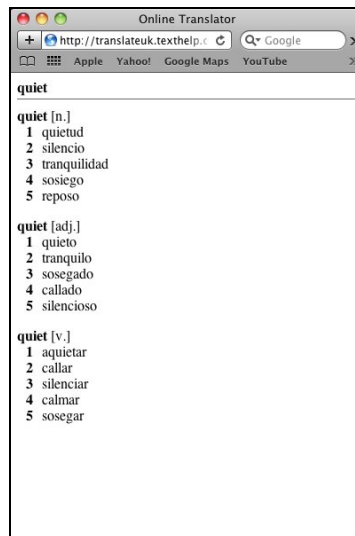 Online Translator
http://translateuk.texthelp.c Google
Apple Yahoo! Google Maps YouTube
quiet
quiet [n.]
1 quietud
2 silencio
3 tranquilidad
4 sosiego
5 reposo
quiet [adj.]
1 quieto
2 tranquilo
3 sosegado
4 callado
5 silencioso
quiet [v.]
1 aquietar
2 callar
3 silenciar
4 calmar
5 sosegar